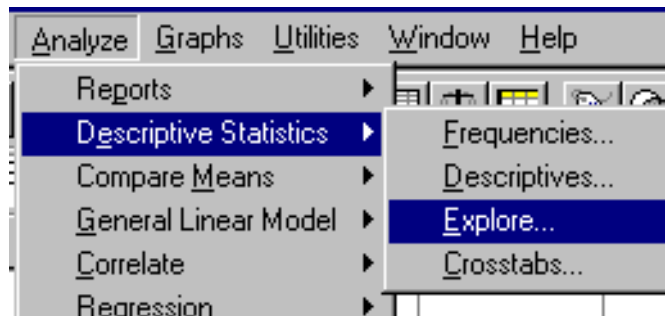 Analyze Graphs Utilities Window Help
Reports
Descriptive Statistics
Compare Means
General Linear Model
Correlate
Regression
Frequencies...
Descriptives...
Explore...
Crosstabs...